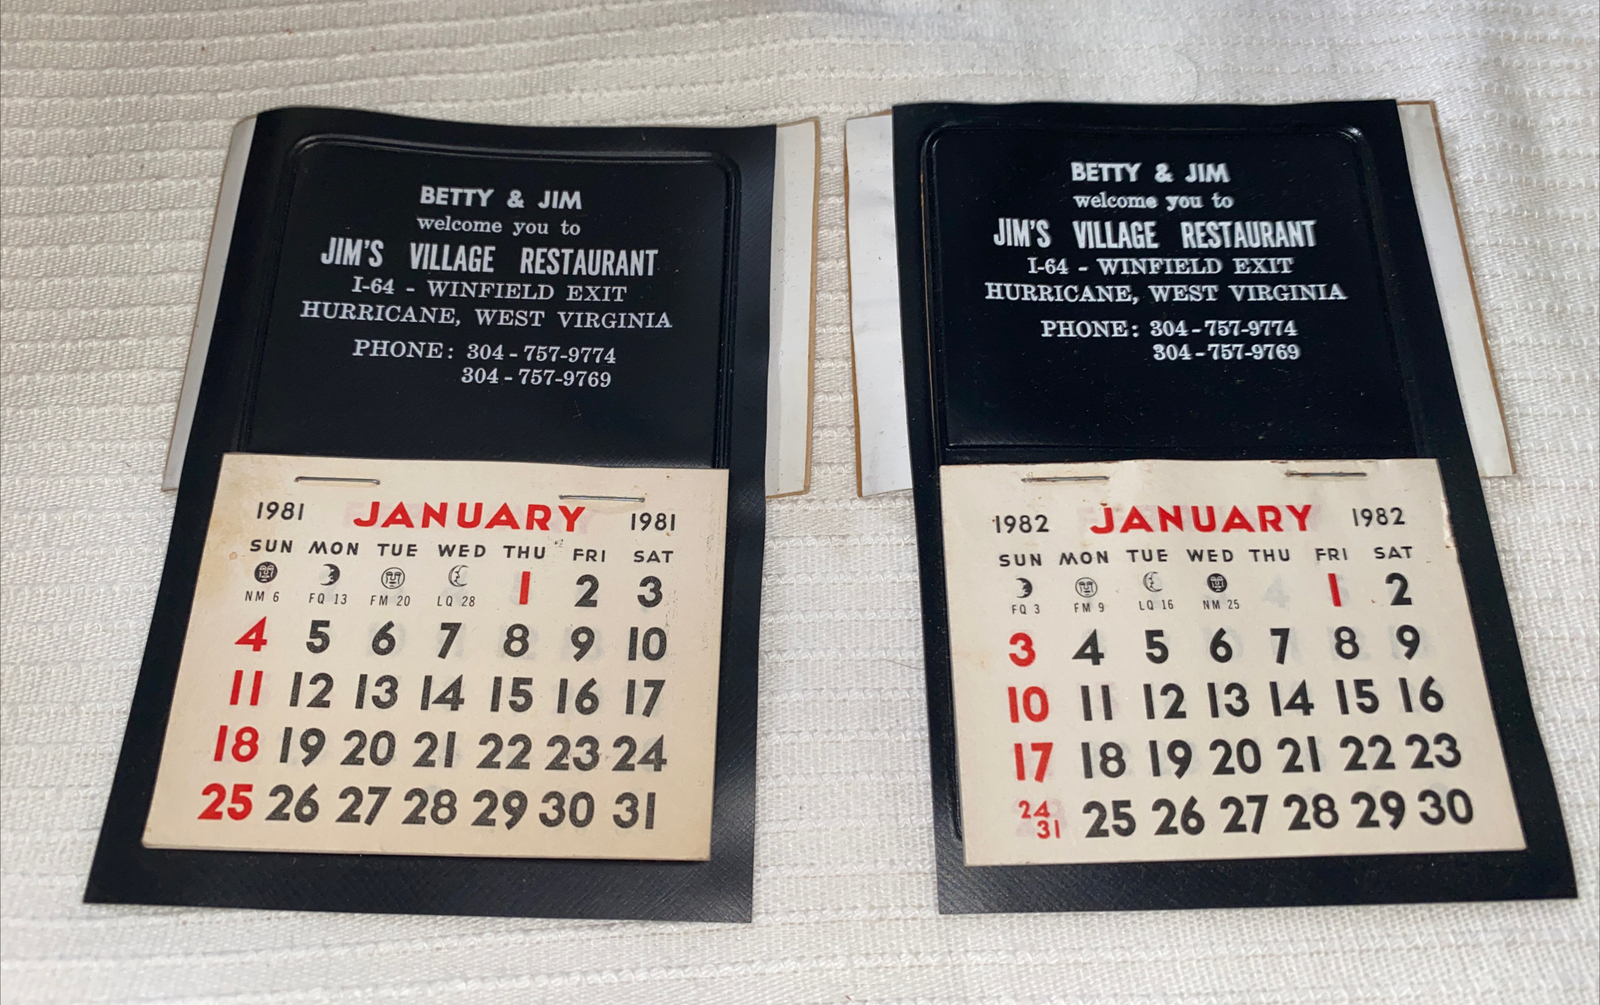 BETTY & JIM
welcome you to
JIM'S VILLAGE RESTAURANT
I-64 - WINFIELD EXIT
HURRICANE, WEST VIRGINIA
PHONE: 304-757-9774
304-757-9769
1981 JANUARY 1981
SUN MON TUE WED THU FRI SAT
NM 6 FQ 13 FM 20 LQ 28 1 2 3
4 5 6 7 8 9 10
11 12 13 14 15 16 17
18 19 20 21 22 23 24
25 26 27 28 29 30 31
BETTY & JIM
welcome you to
JIM'S VILLAGE RESTAURANT
I-64 - WINFIELD EXIT
HURRICANE, WEST VIRGINIA
PHONE: 304-757-9774
304-757-9769
1982 JANUARY 1982
SUN MON TUE WED THU FRI SAT
FQ 3 FM 9 LQ 16 NM 25 1 2
3 4 5 6 7 8 9
10 11 12 13 14 15 16
17 18 19 20 21 22 23
24 31 25 26 27 28 29 30